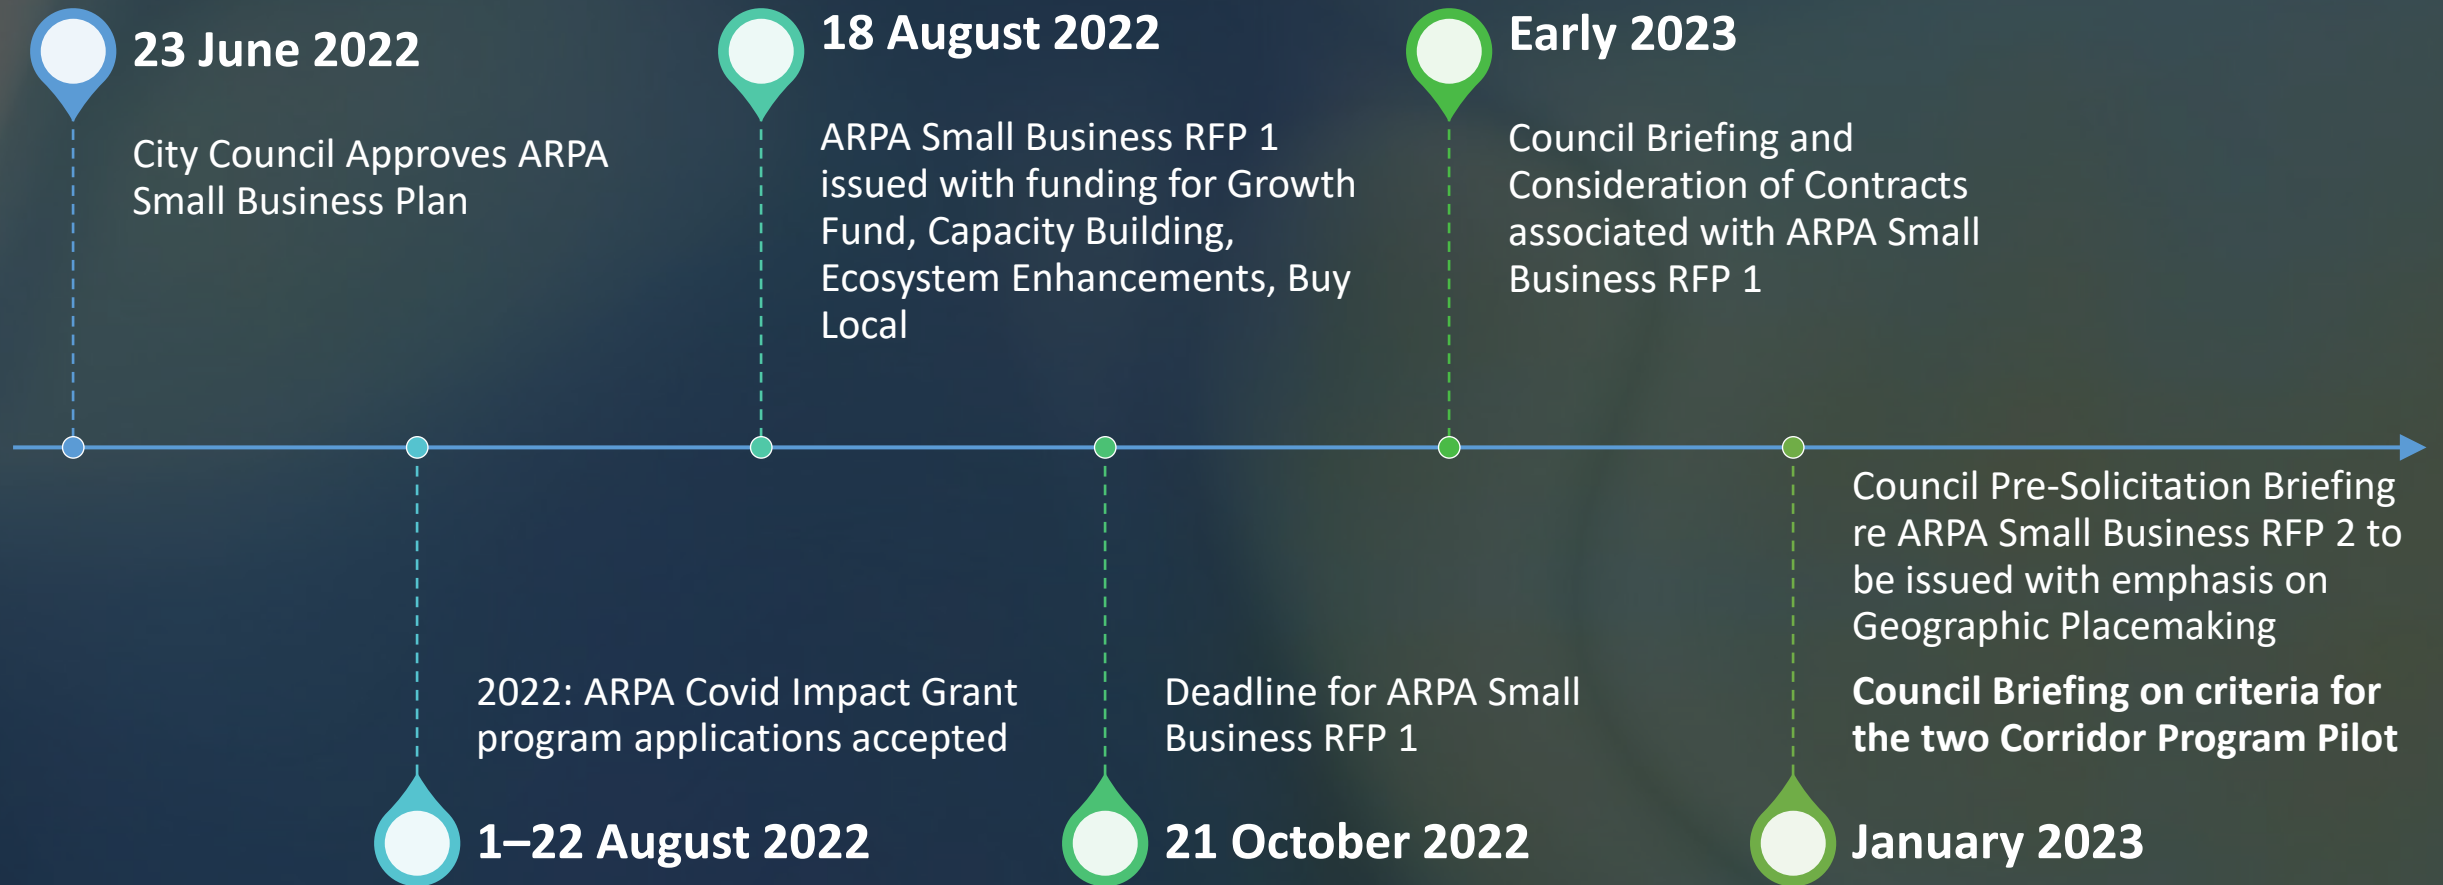 23 June 2022
City Council Approves ARPA
Small Business Plan
18 August 2022
ARPA Small Business RFP 1
issued with funding for Growth
Fund, Capacity Building,
Ecosystem Enhancements, Buy
Local
Early 2023
Council Briefing and
Consideration of Contracts
associated with ARPA Small
Business RFP 1
2022: ARPA Covid Impact Grant
program applications accepted
1–22 August 2022
Deadline for ARPA Small
Business RFP 1
21 October 2022
Council Pre-Solicitation Briefing
re ARPA Small Business RFP 2 to
be issued with emphasis on
Geographic Placemaking
Council Briefing on criteria for
the two Corridor Program Pilot
January 2023